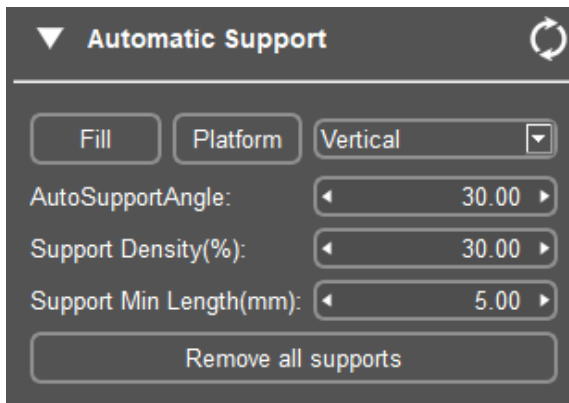 Automatic Support
Fill Platform Vertical
AutoSupportAngle: 30.00
Support Density(%): 30.00
Support Min Length(mm): 5.00
Remove all supports